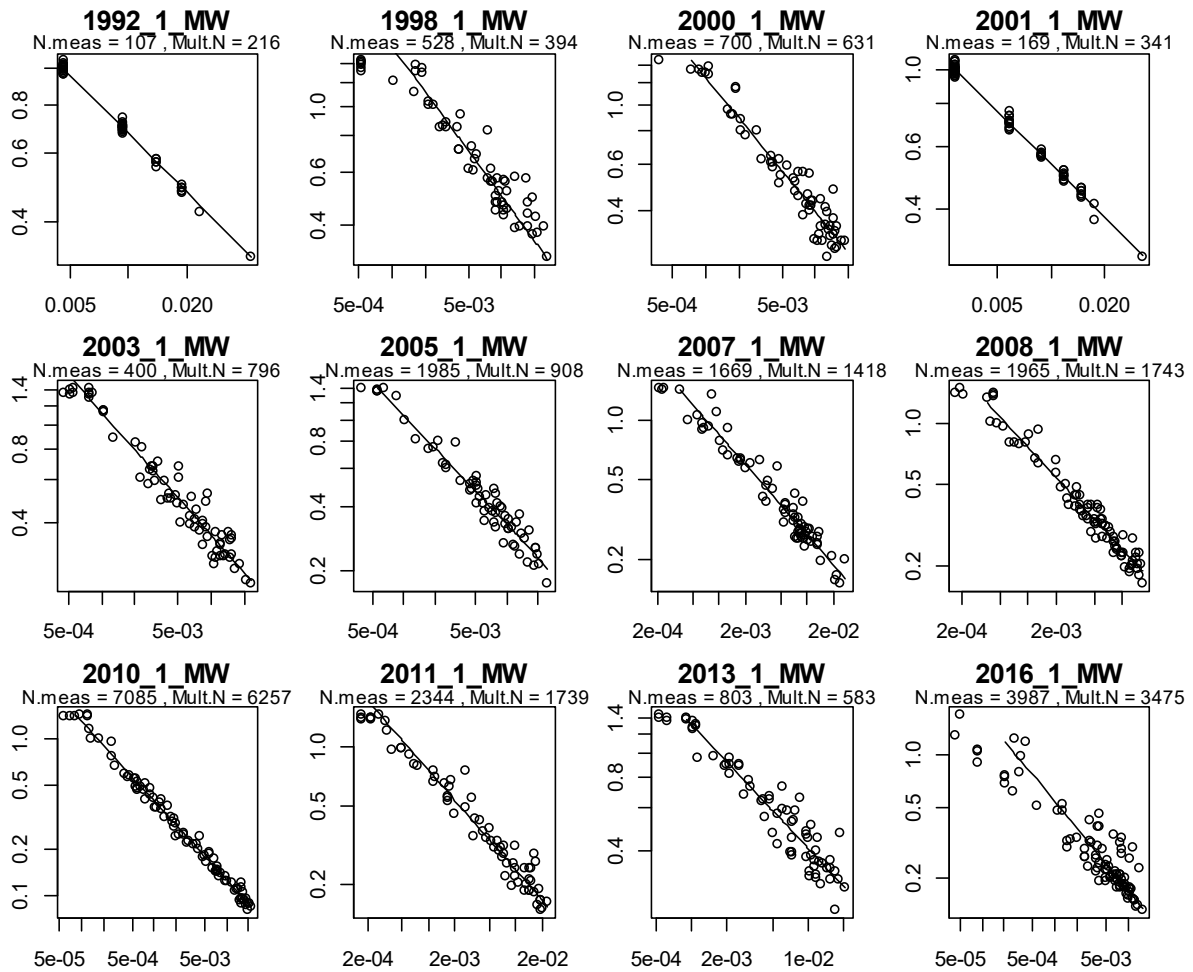 1992_1_MW 1998_1_MW 2000_1_MW 2001_1_MW
N.meas = 107 , Mult.N = 216 N.meas = 528 , Mult.N = 394 N.meas = 700 , Mult.N = 631 N.meas = 169 , Mult.N = 341
0.8 0.6 0.4
1.0 0.6 0.4
1.0 0.6 0.4
1.0 0.6 0.4
0.005 0.020 5e-04 5e-03 5e-04 5e-03 0.005 0.020
2003_1_MW 2005_1_MW 2007_1_MW 2008_1_MW
N.meas = 400 , Mult.N = 796 N.meas = 1985 , Mult.N = 908 N.meas = 1669 , Mult.N = 1418 N.meas = 1965 , Mult.N = 1743
1.4 0.8 0.4
1.4 0.8 0.4 0.2
1.0 0.5 0.2
1.0 0.5 0.2
5e-04 5e-03 5e-04 5e-03 2e-04 2e-03 2e-02 2e-04 2e-03
2010_1_MW 2011_1_MW 2013_1_MW 2016_1_MW
N.meas = 7085 , Mult.N = 6257 N.meas = 2344 , Mult.N = 1739 N.meas = 803 , Mult.N = 583 N.meas = 3987 , Mult.N = 3475
1.0 0.5 0.2 0.1
1.0 0.5 0.2
1.4 0.8 0.4
1.0 0.5 0.2
5e-05 5e-04 5e-03 2e-04 2e-03 2e-02 5e-04 2e-03 1e-02 5e-05 5e-04 5e-03